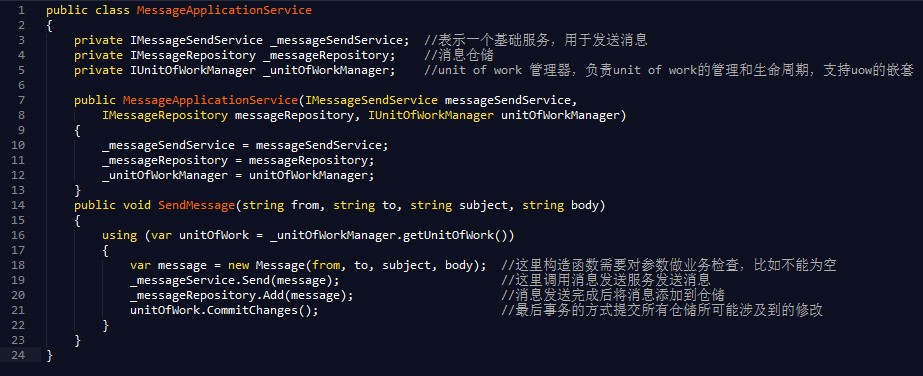 1 public class MessageApplicationService
2 {
3     private IMessageSendService _messageSendService;  //表示一个基础服务，用于发送消息
4     private IMessageRepository _messageRepository;    //消息仓储
5     private IUnitOfWorkManager _unitOfWorkManager;    //unit of work 管理器，负责unit of work的管理和生命周期，支持uow的嵌套
6
7     public MessageApplicationService(IMessageSendService messageSendService,
8         IMessageRepository messageRepository, IUnitOfWorkManager unitOfWorkManager)
9     {
10         _messageSendService = messageSendService;
11         _messageRepository = messageRepository;
12         _unitOfWorkManager = unitOfWorkManager;
13     }
14     public void SendMessage(string from, string to, string subject, string body)
15     {
16         using (var unitOfWork = _unitOfWorkManager.getUnitOfWork())
17         {
18             var message = new Message(from, to, subject, body);  //这里构造函数需要对参数做业务检查，比如不能为空
19             _messageService.Send(message);                       //这里调用消息发送服务发送消息
20             _messageRepository.Add(message);                     //消息发送完成后将消息添加到仓储
21             unitOfWork.CommitChanges();                          //最后事务的方式提交所有仓储所可能涉及到的修改
22         }
23     }
24 }